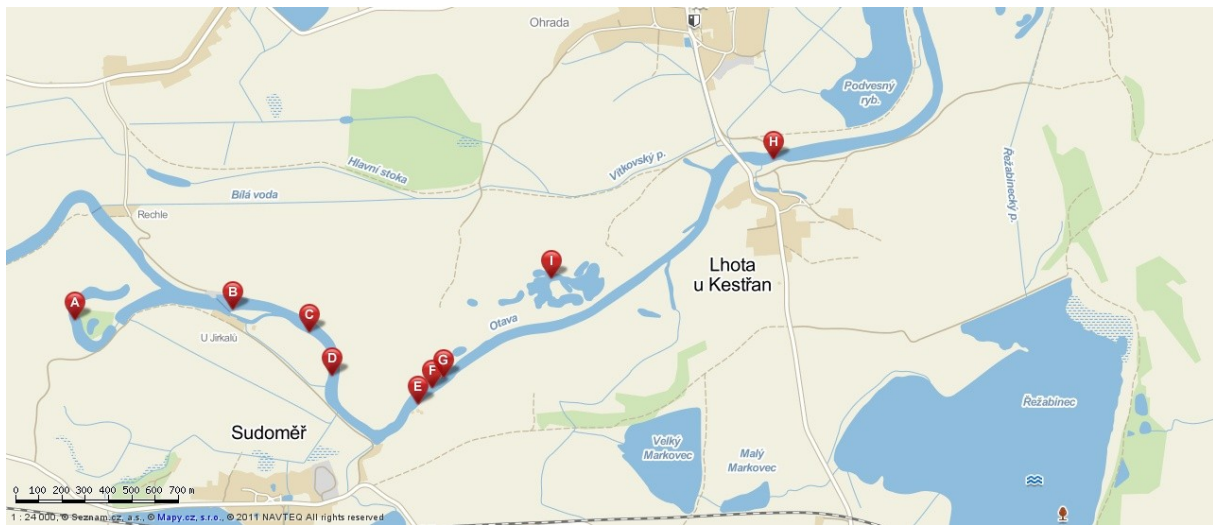 Ohrada
Podvesný
ryb.
H
Vítkovský p.
Hlavní stoka
Řežabinecký p.
Bílá voda
Rechle
Lhota
u Kestřan
I
B
A
C
Otava
U Jirkalů
D
G
F
E
Řežabinec
Sudoměř
Velký
Markovec
Malý
Markovec
0 100 200 300 400 500 600 700 m
1 : 24 000, © Seznam.cz, a.s., © Mapy.cz, s.r.o., © 2011 NAVTEQ All rights reserved